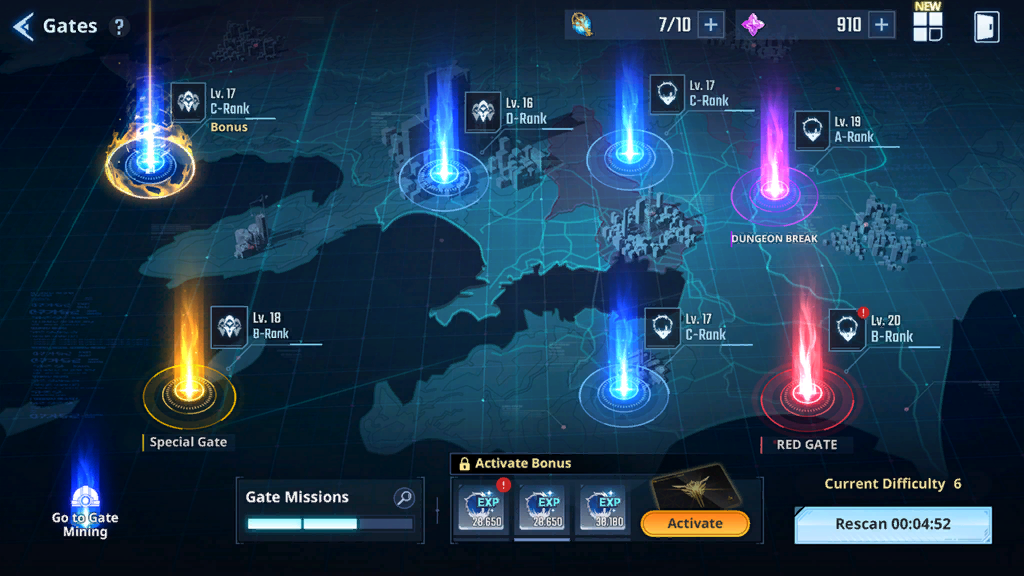 Gates ?
7/10 +
910 +
NEW
Lv. 17
C-Rank
Bonus
Lv. 16
D-Rank
Lv. 17
C-Rank
Lv. 19
A-Rank
DUNGEON BREAK
Lv. 18
B-Rank
Special Gate
Lv. 17
C-Rank
!
Lv. 20
B-Rank
RED GATE
Go to Gate
Mining
Gate Missions
Activate Bonus
!
EXP
28.650
EXP
28.650
EXP
38.180
Activate
Current Difficulty 6
Rescan 00:04:52